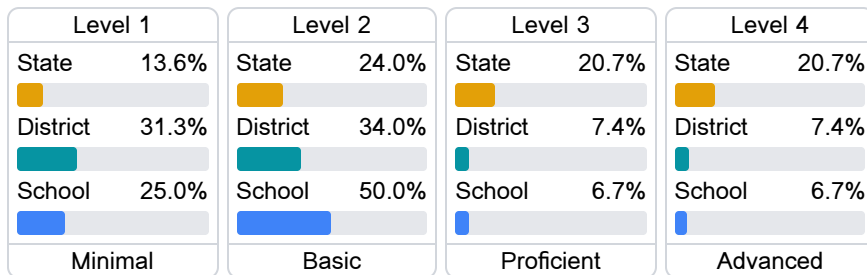 Level 1
State 13.6%
District 31.3%
School 25.0%
Minimal
Level 2
State 24.0%
District 34.0%
School 50.0%
Basic
Level 3
State 20.7%
District 7.4%
School 6.7%
Proficient
Level 4
State 20.7%
District 7.4%
School 6.7%
Advanced